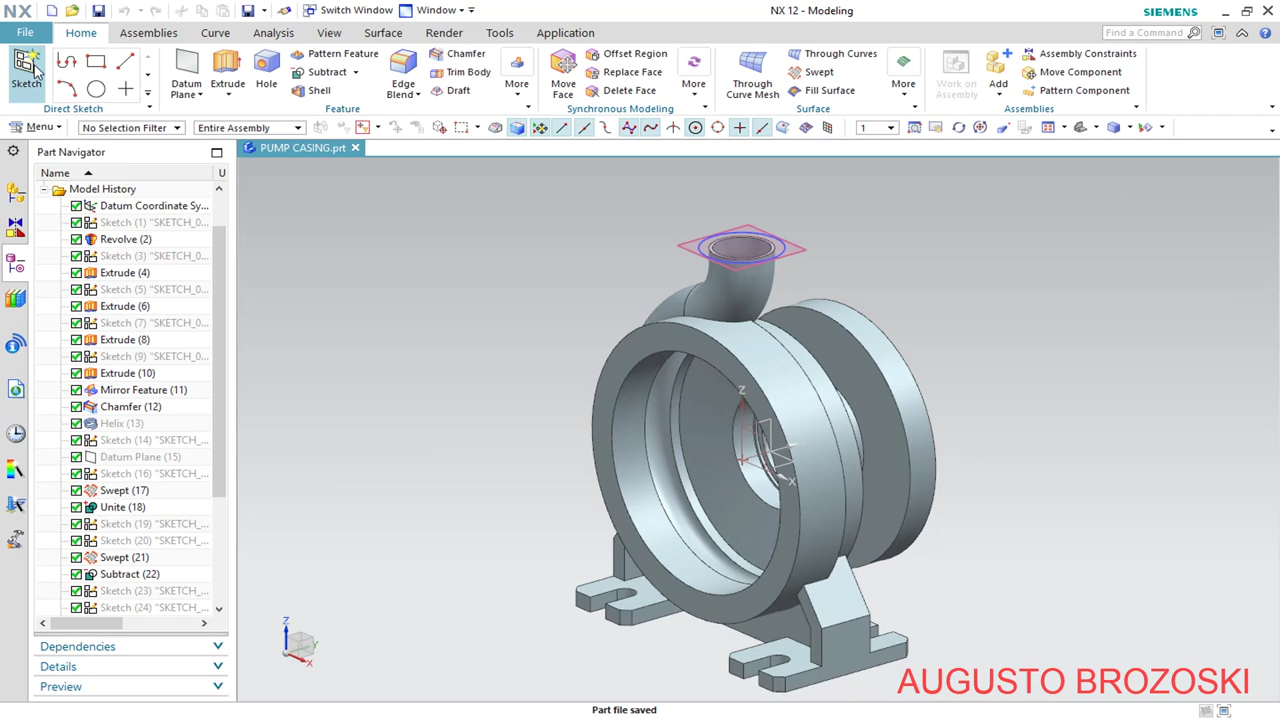 NX Switch Window Window NX 12 - Modeling SIEMENS
File Home Assemblies Curve Analysis View Surface Render Tools Application Find a Command
Sketch
Direct Sketch
Datum Plane Extrude Hole
Pattern Feature
Subtract
Shell
Edge Blend
Chamfer
Trim Body
Draft
More
Feature
Move Face
Offset Region
Replace Face
Delete Face
More
Synchronous Modeling
Through Curve Mesh
Through Curves
Swept
Fill Surface
More
Surface
Work on Assembly
Add
Assembly Constraints
Move Component
Pattern Component
Assemblies
Menu No Selection Filter Entire Assembly 1
Part Navigator PUMP CASING.prt
Name U
Model History
Datum Coordinate Sy...
Sketch (1) "SKETCH_0...
Revolve (2)
Sketch (3) "SKETCH_0...
Extrude (4)
Sketch (5) "SKETCH_0...
Extrude (6)
Sketch (7) "SKETCH_0...
Extrude (8)
Sketch (9) "SKETCH_0...
Extrude (10)
Mirror Feature (11)
Chamfer (12)
Helix (13)
Sketch (14) "SKETCH_...
Datum Plane (15)
Sketch (16) "SKETCH_...
Swept (17)
Unite (18)
Sketch (19) "SKETCH_...
Sketch (20) "SKETCH_...
Swept (21)
Subtract (22)
Sketch (23) "SKETCH_...
Sketch (24) "SKETCH_...
Dependencies
Details
Preview
Z
X
Z
Y
X
AUGUSTO BROZOSKI
Part file saved